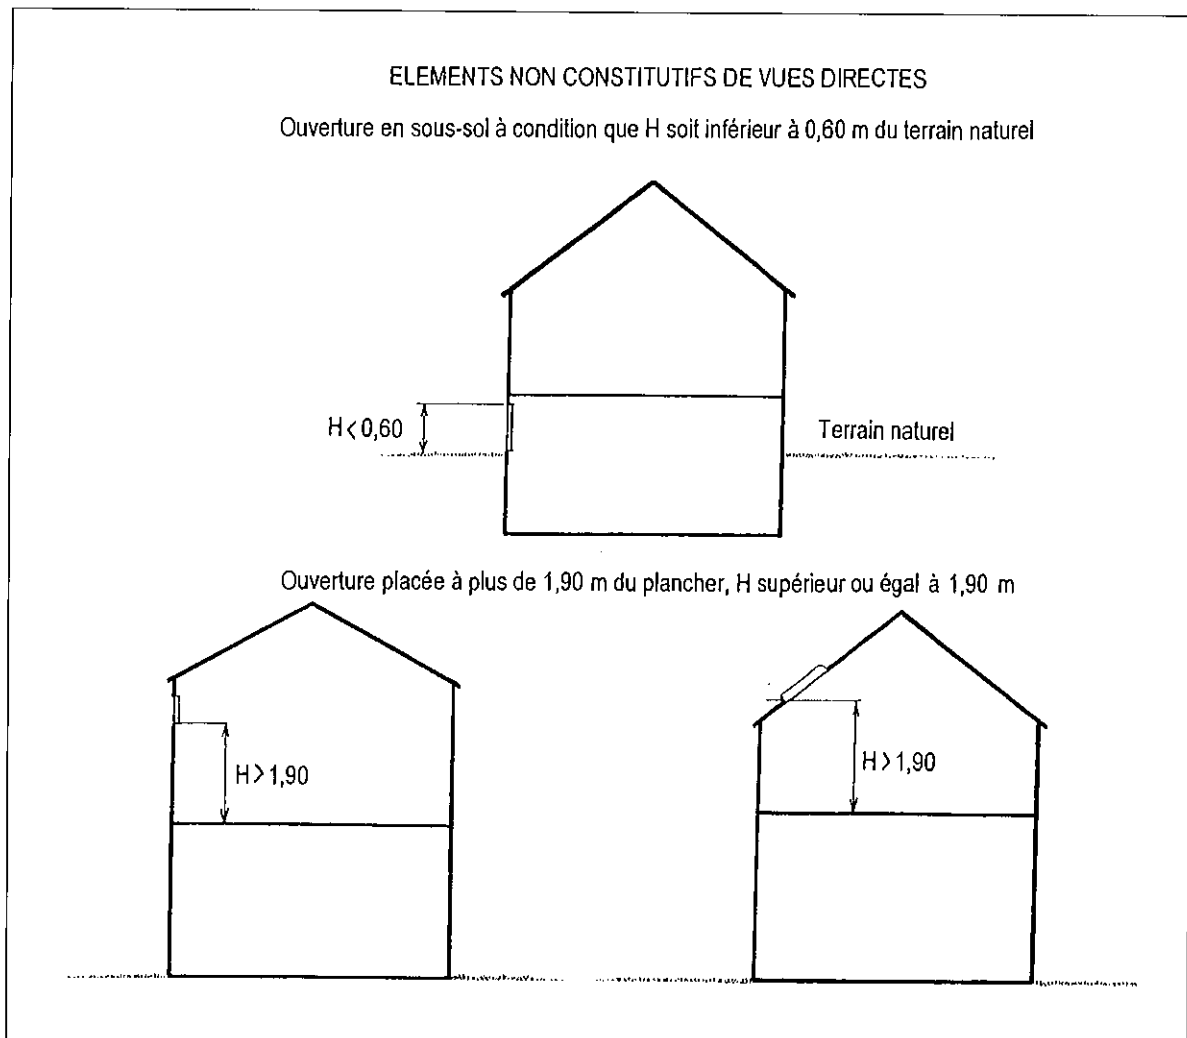 ELEMENTS NON CONSTITUTIFS DE VUES DIRECTES
Ouverture en sous-sol à condition que H soit inférieur à 0,60 m du terrain naturel
H<0,60
Terrain naturel
Ouverture placée à plus de 1,90 m du plancher, H supérieur ou égal à 1,90 m
H>1,90
H>1,90